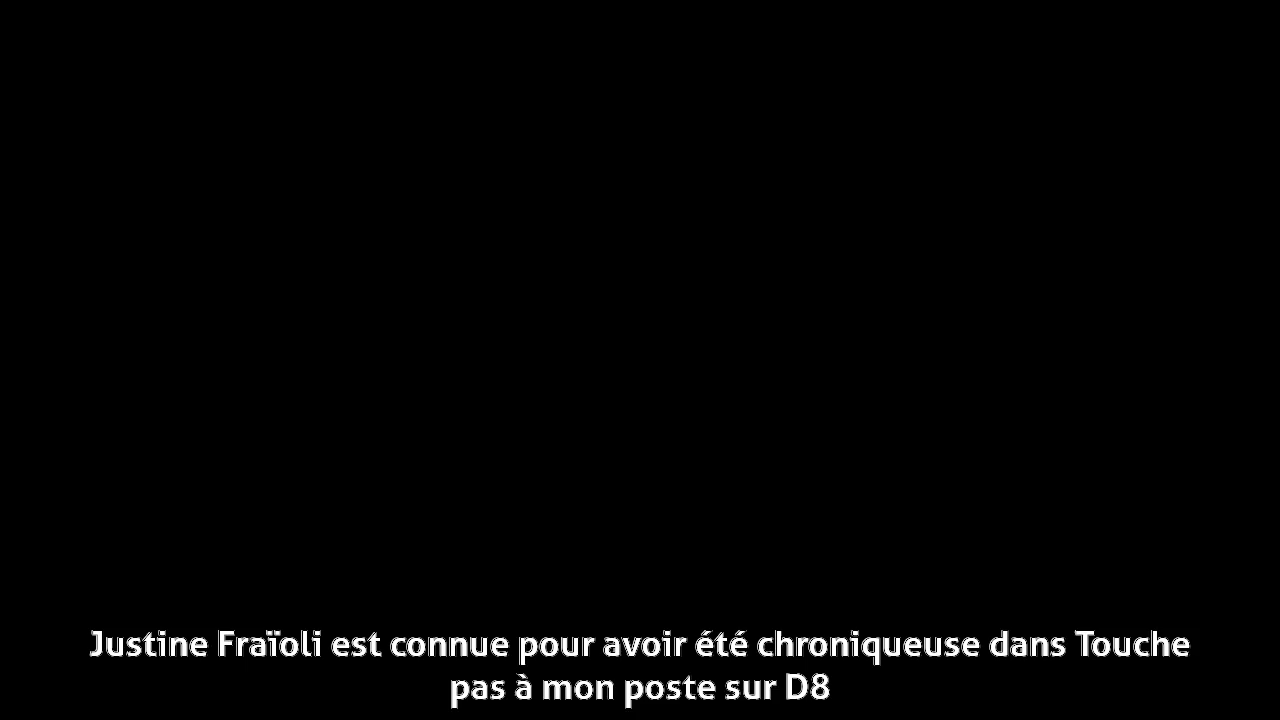 Justine Fraïoli est connue pour avoir été chroniqueuse dans Touche
pas à mon poste sur D8